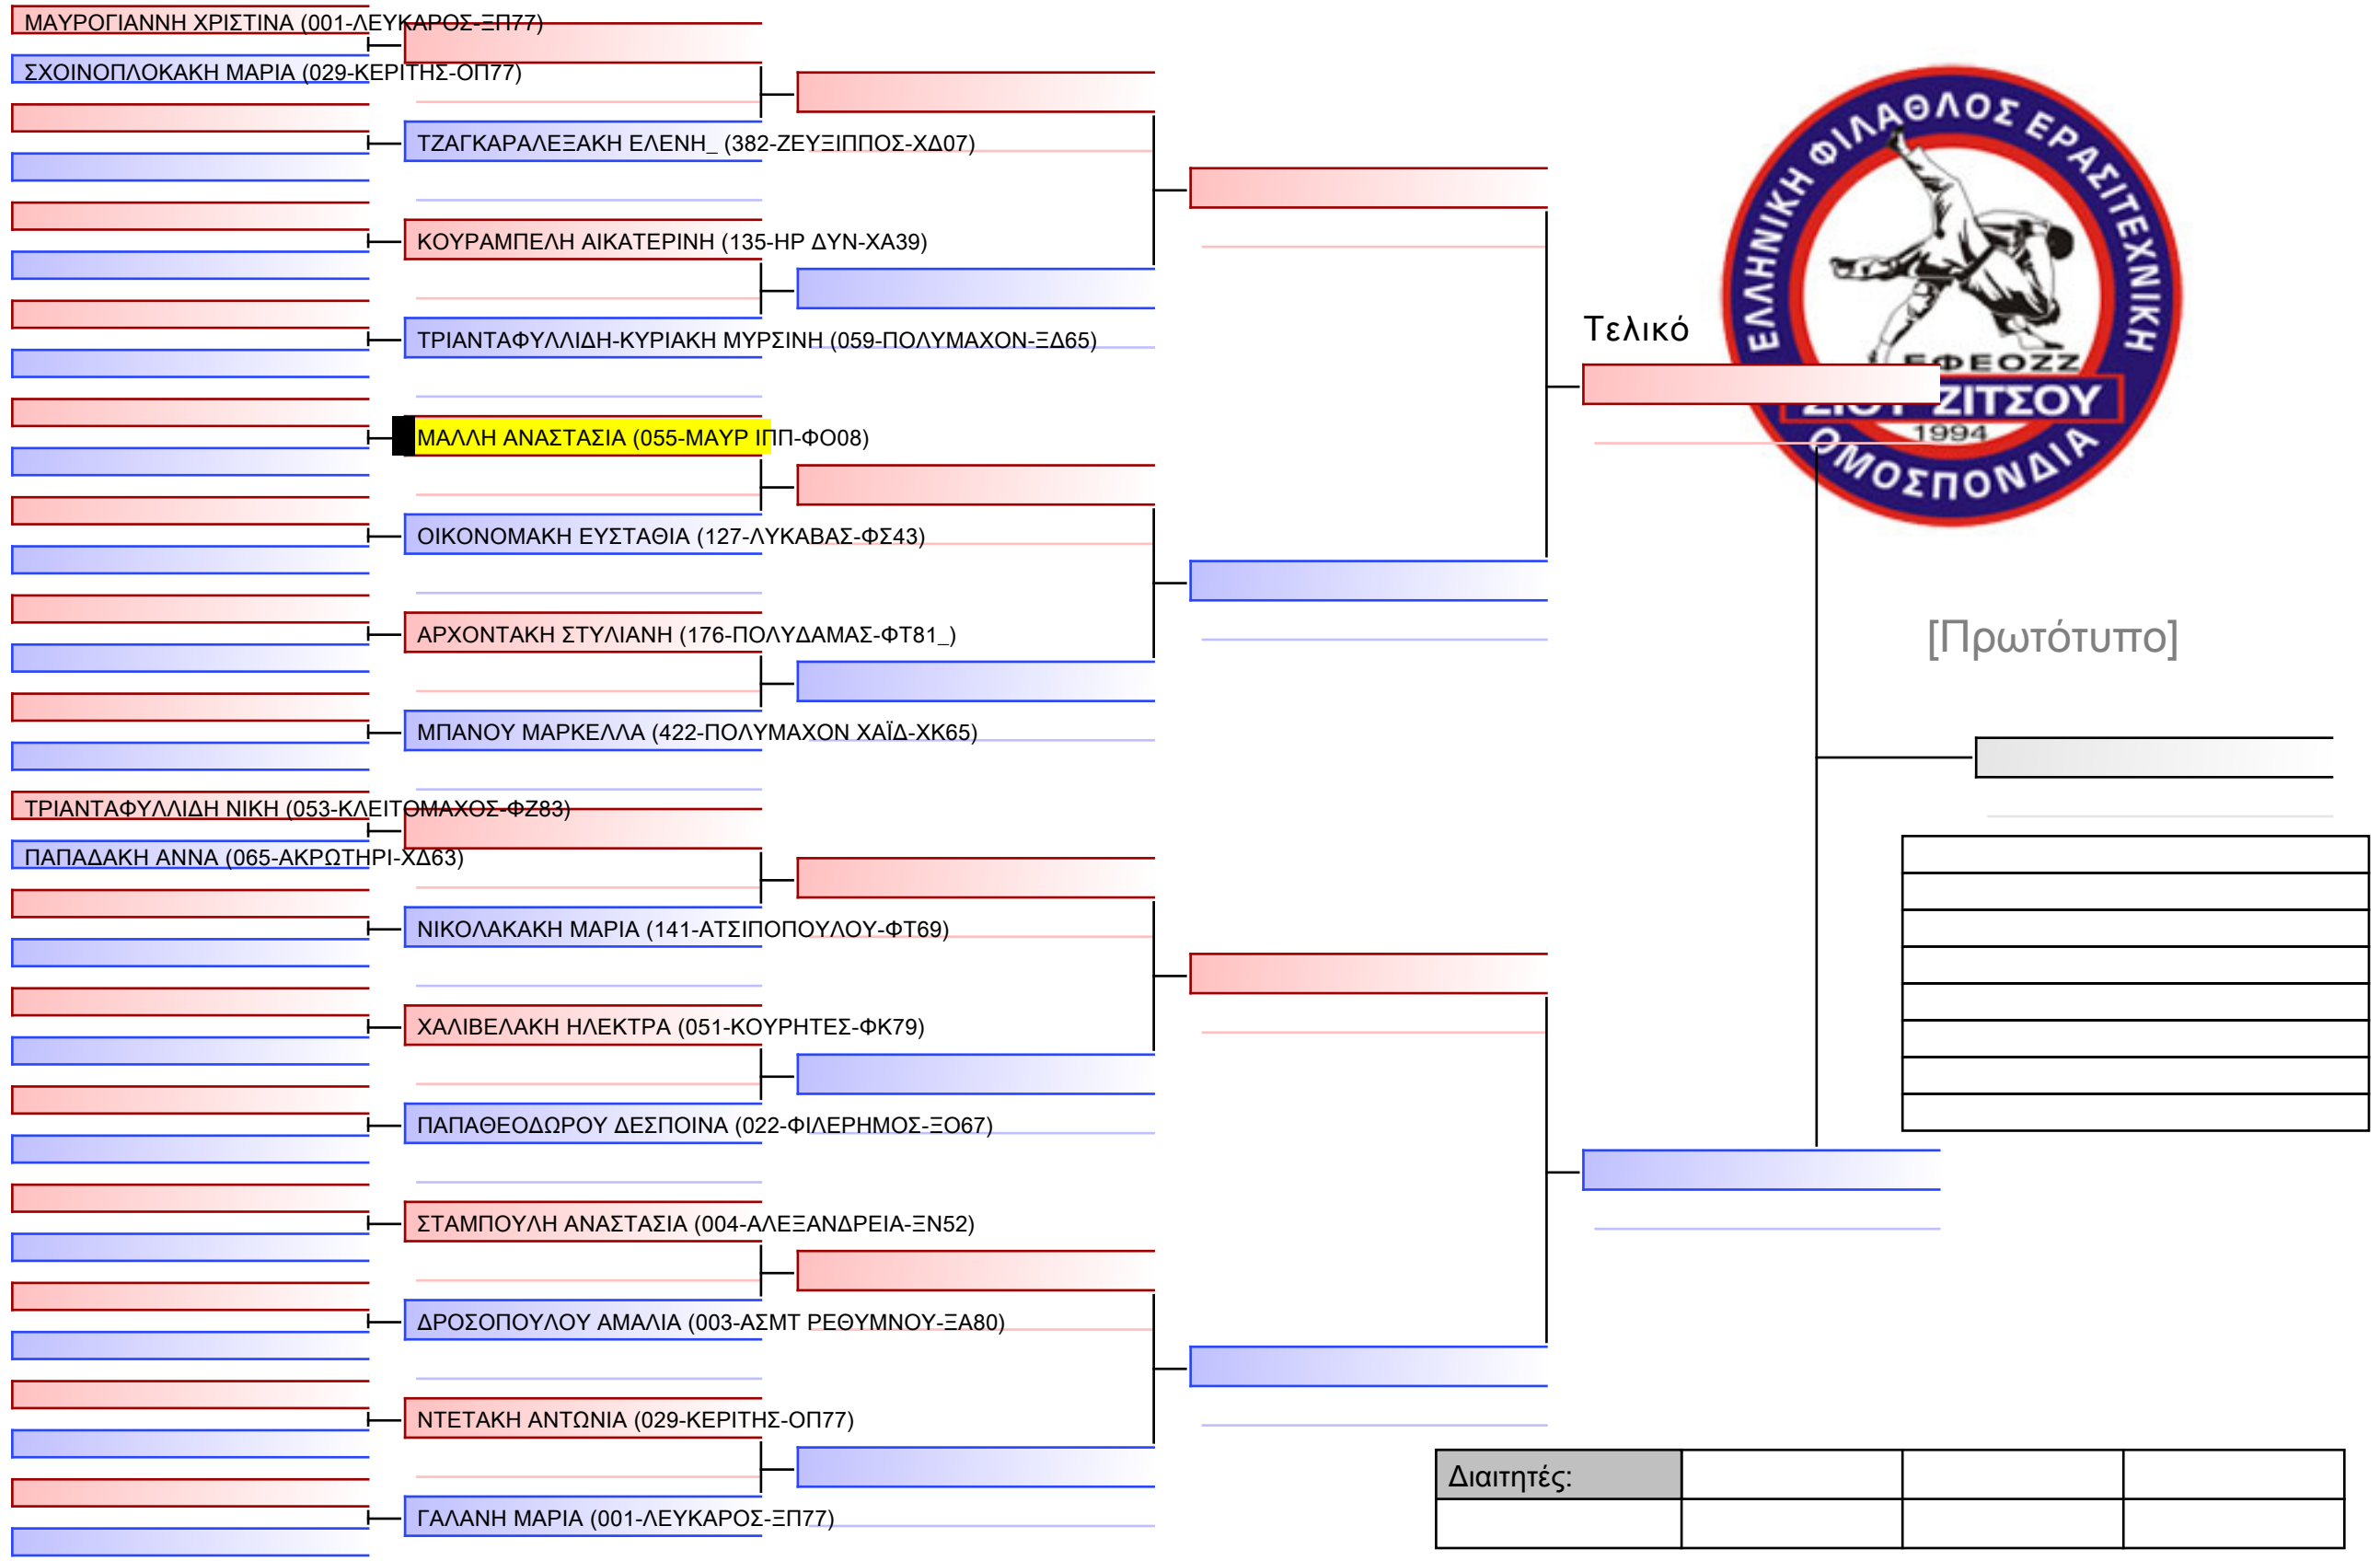 ΜΑΥΡΟΓΙΑΝΝΗ ΧΡΙΣΤΙΝΑ (001-ΛΕΥΚΑΡΟΣ-ΞΠ77)
ΣΧΟΙΝΟΠΛΟΚΑΚΗ ΜΑΡΙΑ (029-ΚΕΡΙΤΗΣ-ΟΠ77)
ΤΖΑΓΚΑΡΑΛΕΞΑΚΗ ΕΛΕΝΗ_ (382-ΖΕΥΞΙΠΠΟΣ-ΧΔ07)
ΚΟΥΡΑΜΠΕΛΗ ΑΙΚΑΤΕΡΙΝΗ (135-ΗΡ ΔΥΝ-ΧΑ39)
ΤΡΙΑΝΤΑΦΥΛΛΙΔΗ-ΚΥΡΙΑΚΗ ΜΥΡΣΙΝΗ (059-ΠΟΛΥΜΑΧΟΝ-ΞΔ65)
ΜΑΛΛΗ ΑΝΑΣΤΑΣΙΑ (055-ΜΑΥΡ ΙΠΠ-ΦΟ08)
ΟΙΚΟΝΟΜΑΚΗ ΕΥΣΤΑΘΙΑ (127-ΛΥΚΑΒΑΣ-ΦΣ43)
ΑΡΧΟΝΤΑΚΗ ΣΤΥΛΙΑΝΗ (176-ΠΟΛΥΔΑΜΑΣ-ΦΤ81_)
ΜΠΑΝΟΥ ΜΑΡΚΕΛΛΑ (422-ΠΟΛΥΜΑΧΟΝ ΧΑΪΔ-ΧΚ65)
ΤΡΙΑΝΤΑΦΥΛΛΙΔΗ ΝΙΚΗ (053-ΚΛΕΙΤΟΜΑΧΟΣ-ΦΖ83)
ΠΑΠΑΔΑΚΗ ΑΝΝΑ (065-ΑΚΡΩΤΗΡΙ-ΧΔ63)
ΝΙΚΟΛΑΚΑΚΗ ΜΑΡΙΑ (141-ΑΤΣΙΠΟΠΟΥΛΟΥ-ΦΤ69)
ΧΑΛΙΒΕΛΑΚΗ ΗΛΕΚΤΡΑ (051-ΚΟΥΡΗΤΕΣ-ΦΚ79)
ΠΑΠΑΘΕΟΔΩΡΟΥ ΔΕΣΠΟΙΝΑ (022-ΦΙΛΕΡΗΜΟΣ-ΞΟ67)
ΣΤΑΜΠΟΥΛΗ ΑΝΑΣΤΑΣΙΑ (004-ΑΛΕΞΑΝΔΡΕΙΑ-ΞΝ52)
ΔΡΟΣΟΠΟΥΛΟΥ ΑΜΑΛΙΑ (003-ΑΣΜΤ ΡΕΘΥΜΝΟΥ-ΞΑ80)
ΝΤΕΤΑΚΗ ΑΝΤΩΝΙΑ (029-ΚΕΡΙΤΗΣ-ΟΠ77)
ΓΑΛΑΝΗ ΜΑΡΙΑ (001-ΛΕΥΚΑΡΟΣ-ΞΠ77)
Τελικό
ΕΛΛΗΝΙΚΗ ΦΙΛΑΘΛΟΣ ΕΡΑΣΙΤΕΧΝΙΚΗ
ΕΦΕΟΖΖ
ΖΙΟΥ ΖΙΤΣΟΥ
1994
ΟΜΟΣΠΟΝΔΙΑ
[Πρωτότυπο]
Διαιτητές: